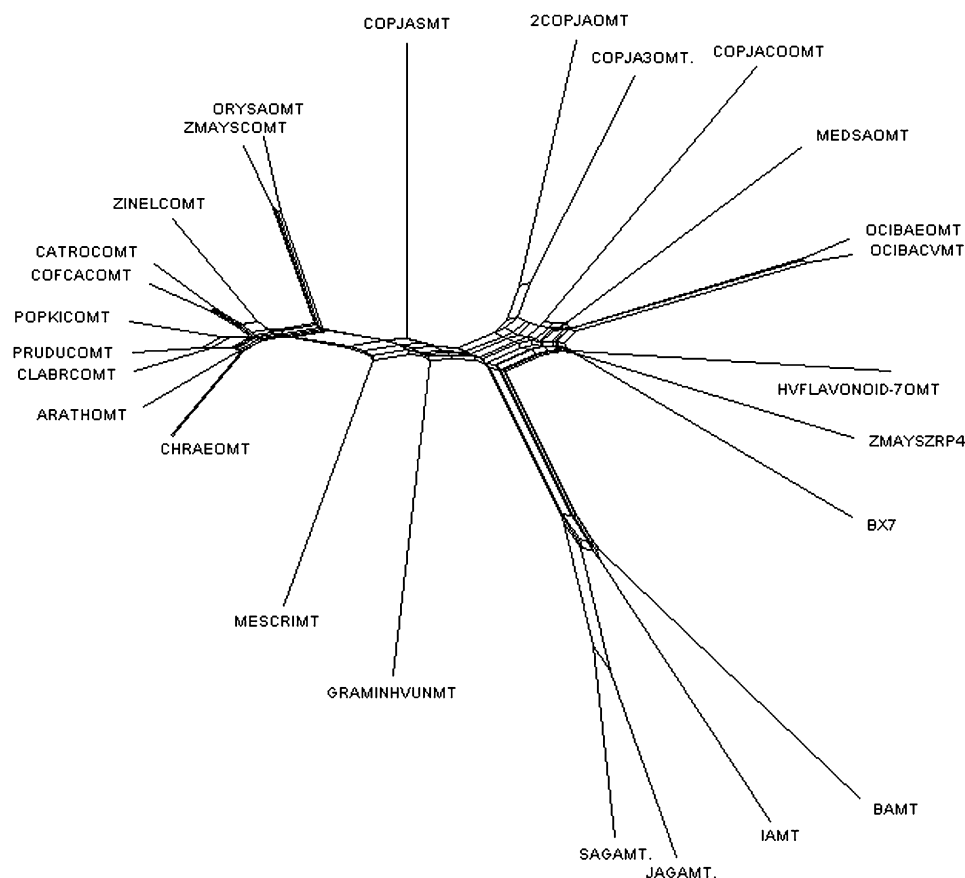 COPJASMT
2COPJAOMT
COPJA3OMT.
COPJACOOMT
ORYSAOMT
ZMAYSCOMT
MEDSAOMT
ZINELCOMT
OCIBAEOMT
OCIBACVMT
CATROCOMT
COFCACOMT
POPKICOMT
PRUDUCOMT
CLABRCOMT
HVFLAVONOID-7OMT
ARATHOMT
ZMAYSZRP4
CHRAEOMT
BX7
MESCRIMT
GRAMINHVUNMT
BAMT
IAMT
SAGAMT.
JAGAMT.